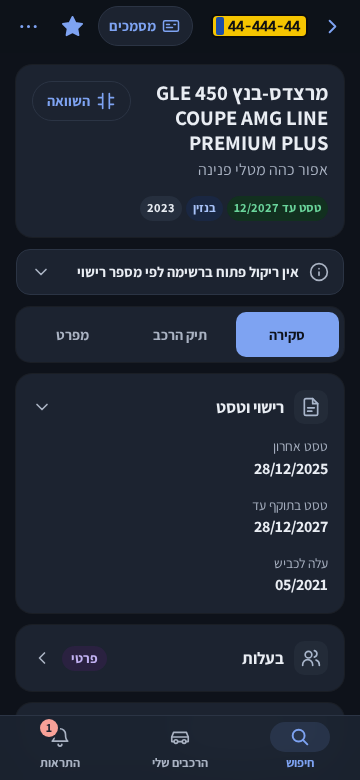 44-444-44
מסמכים
מרצדס-בנץ GLE 450
COUPE AMG LINE
PREMIUM PLUS
השוואה
אפור כהה מטלי פנינה
טסט עד 12/2027
בנזין
2023
אין ריקול פתוח ברשימה לפי מספר רישוי
סקירה
תיק הרכב
מפרט
רישוי וטסט
טסט אחרון
28/12/2025
טסט בתוקף עד
28/12/2027
עלה לכביש
05/2021
בעלות
פרטי
חיפוש
הרכבים שלי
1
התראות